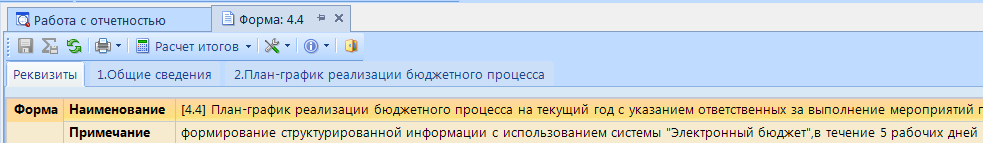 Работа с отчетностью Форма: 4.4
Расчет итогов
Реквизиты 1.Общие сведения 2.План-график реализации бюджетного процесса
Форма Наименование [4.4] План-график реализации бюджетного процесса на текущий год с указанием ответственных за выполнение мероприятий
Примечание формирование структурированной информации с использованием системы "Электронный бюджет",в течение 5 рабочих дней